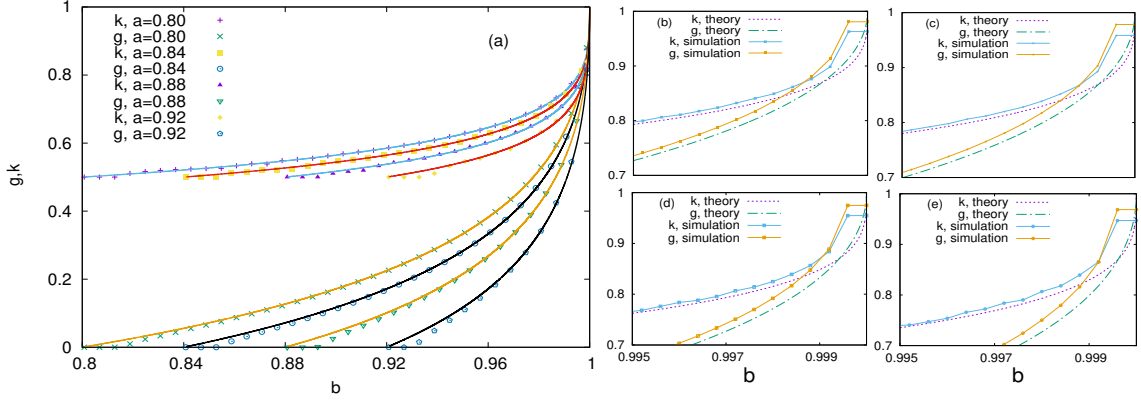 k, a=0.80
g, a=0.80
k, a=0.84
g, a=0.84
k, a=0.88
g, a=0.88
k, a=0.92
g, a=0.92
(a)
g,k
1
0.8
0.6
0.4
0.2
0
0.8 0.84 0.88 0.92 0.96 1
b
(b)
k, theory
g, theory
k, simulation
g, simulation
1
0.9
0.8
0.7
(c)
k, theory
g, theory
k, simulation
g, simulation
1
0.9
0.8
0.7
(d)
k, theory
g, theory
k, simulation
g, simulation
1
0.9
0.8
0.7
0.995 0.997 0.999
b
(e)
k, theory
g, theory
k, simulation
g, simulation
1
0.9
0.8
0.7
0.995 0.997 0.999
b